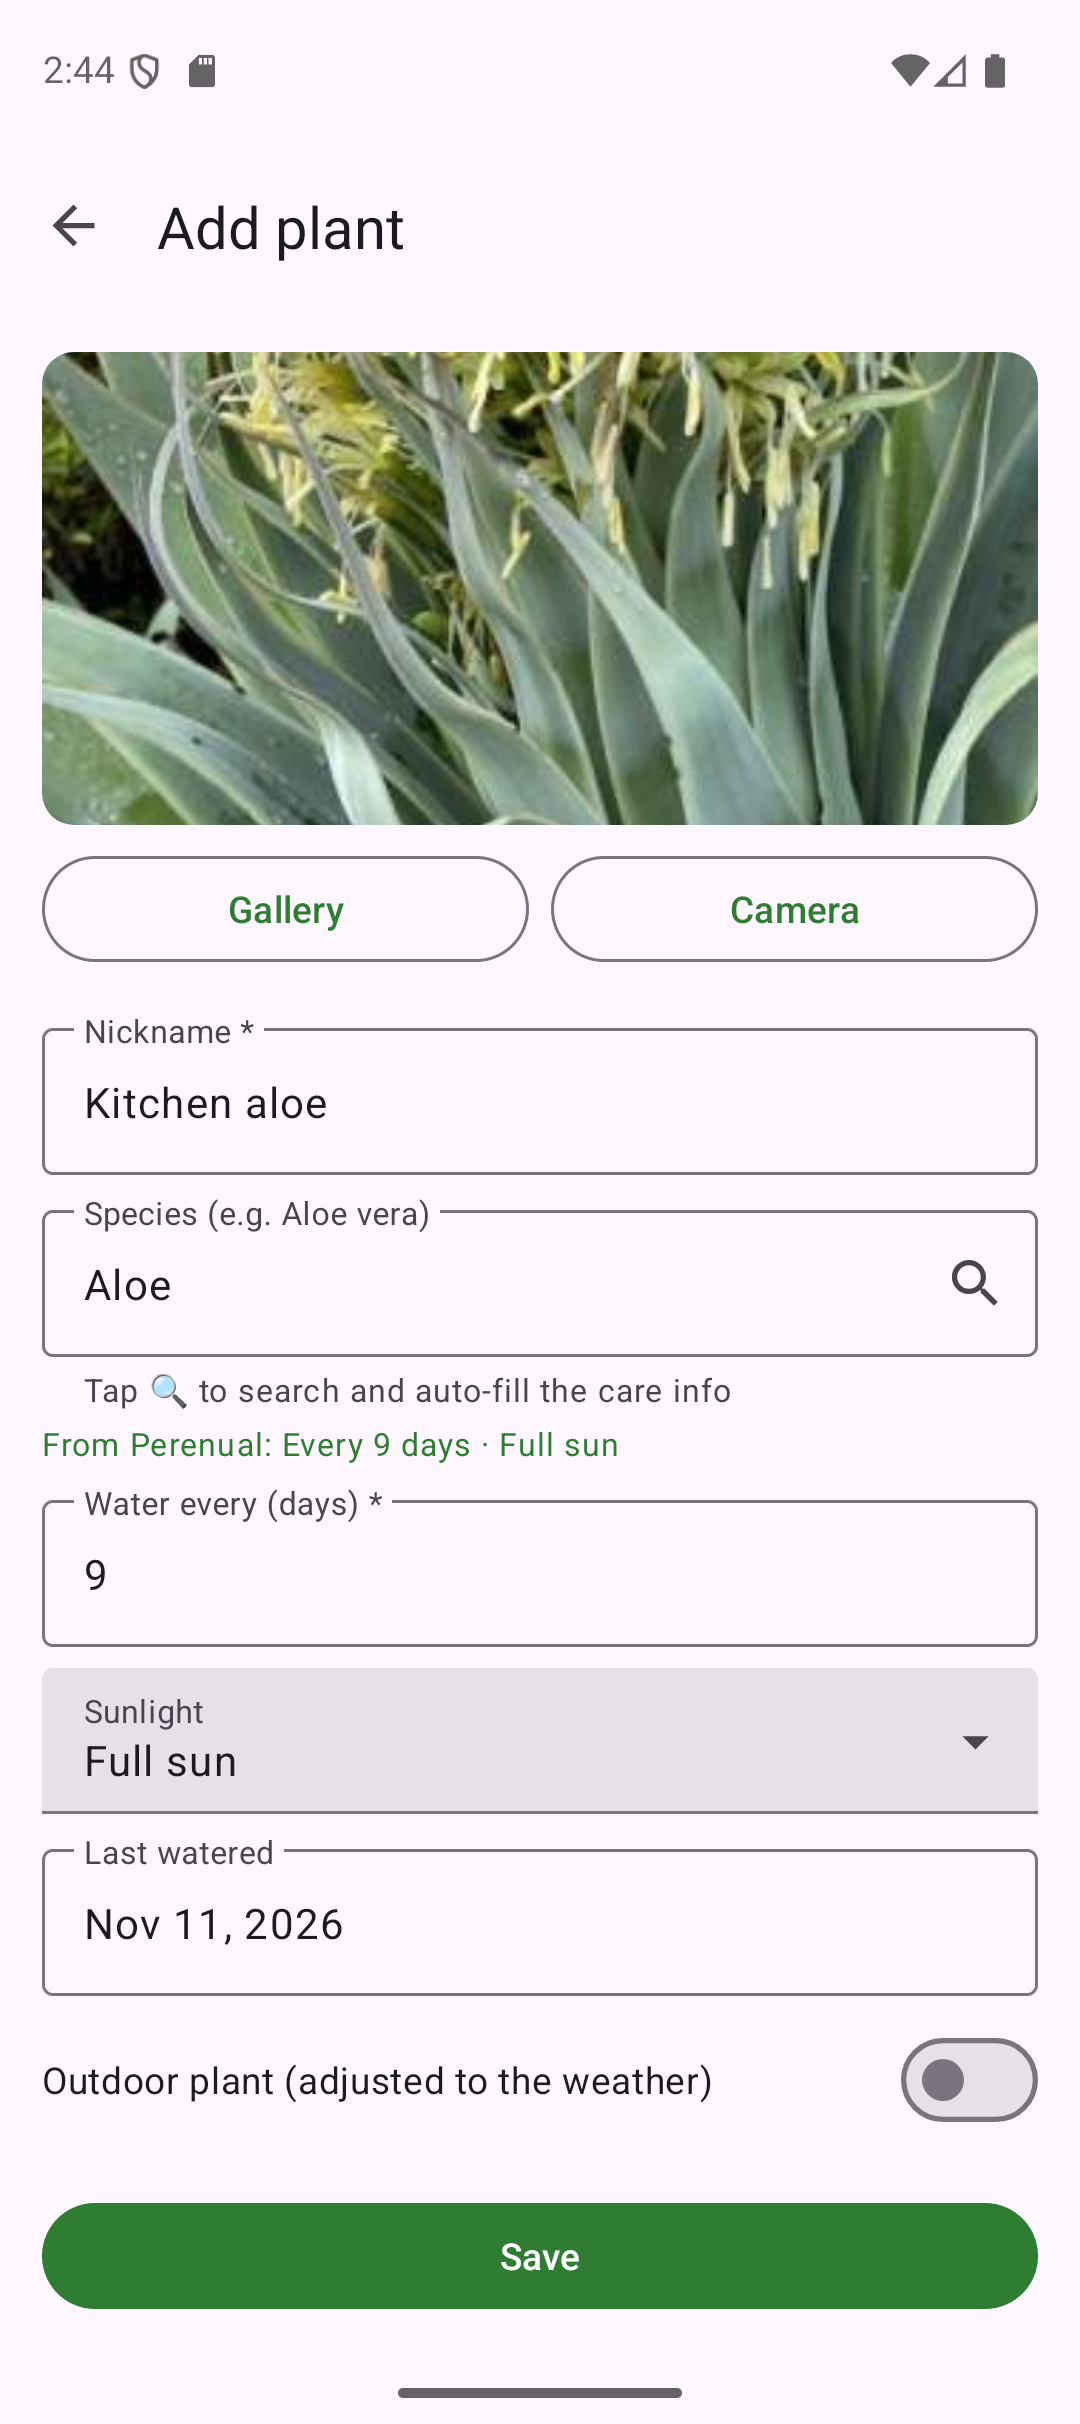 2:44
Add plant
Gallery
Camera
Nickname *
Kitchen aloe
Species (e.g. Aloe vera)
Aloe
Tap 🔍 to search and auto-fill the care info
From Perenual: Every 9 days · Full sun
Water every (days) *
9
Sunlight
Full sun
Last watered
Nov 11, 2026
Outdoor plant (adjusted to the weather)
Save